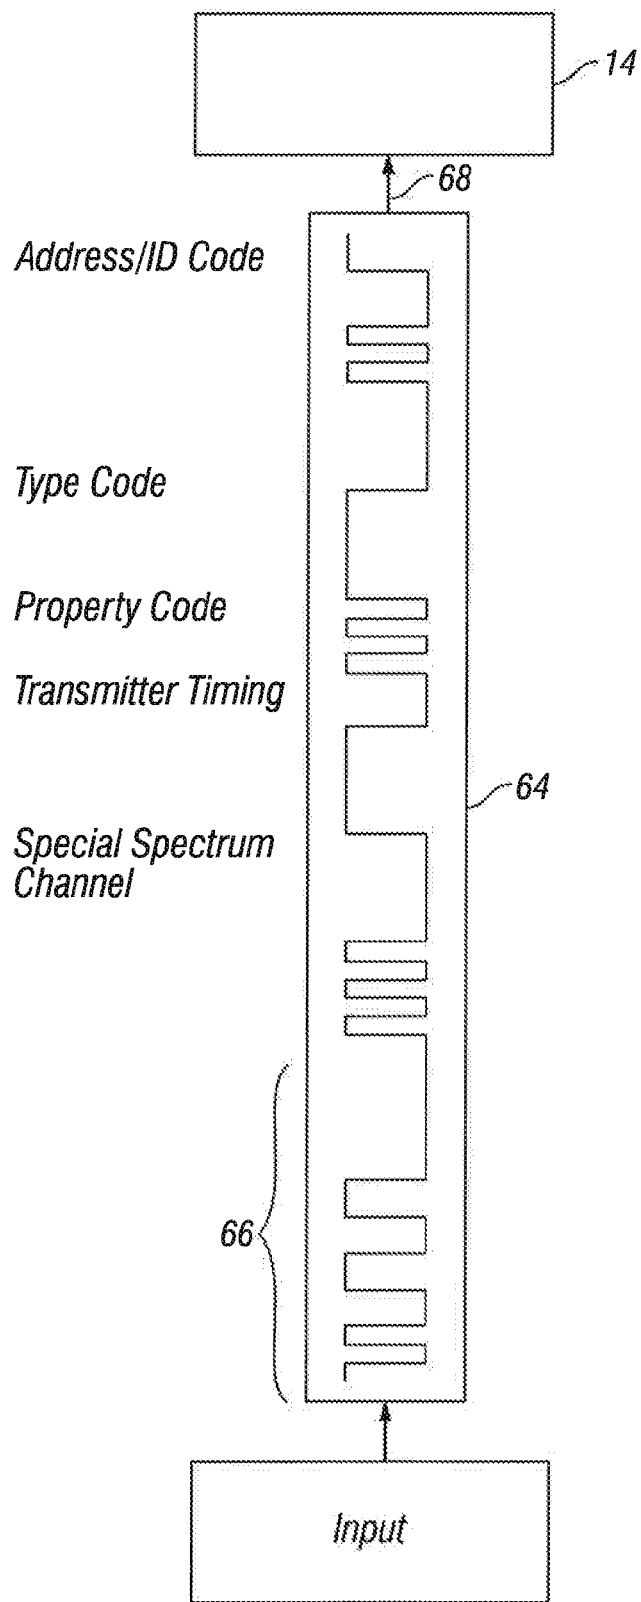 14
68
Address/ID Code
Type Code
Property Code
Transmitter Timing
64
Special Spectrum
Channel
66
Input